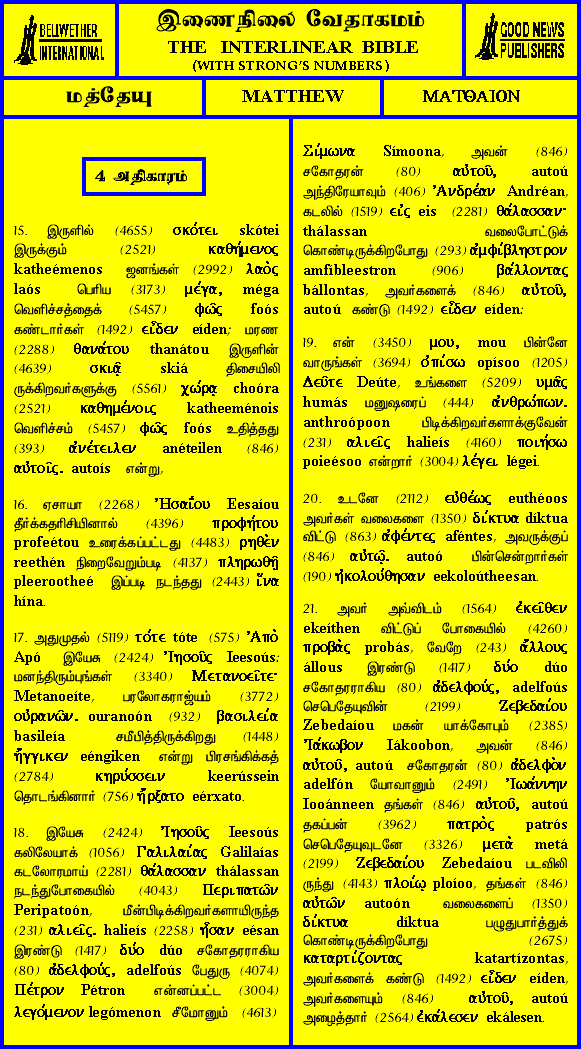 BELLWETHER
INTERNATIONAL
இணைநிலை வேதாகமம்
THE INTERLINEAR BIBLE
(WITH STRONG'S NUMBERS)
GOOD NEWS
PUBLISHERS
மத்தேயு
MATTHEW
ΜΑΤΘΑΙΟΝ
4 அதிகாரம்
15. இருளில் (4655) σκότει skótei
இருக்கும் (2521) καθήμενος
katheémenos ஜனங்கள் (2992) λαὸς
laós பெரிய (3173) μέγα, méga
வெளிச்சத்தைக் (5457) φῶς foós
கண்டார்கள் (1492) εἶδεν eíden; மரண
(2288) θανάτου thanátou இருளின்
(4639) σκιᾷ skiá திசையிலி
ருக்கிறவர்களுக்கு (5561) χώρᾳ choóra
(2521) καθημένοις katheeménois
வெளிச்சம் (5457) φῶς foós உதித்தது
(393) ἀνέτειλεν anéteilen (846)
αὐτοῖς. autoís என்று,
16. ஏசாயா (2268) Ἠσαΐου Eesaíou
தீர்க்கதரிசியினால் (4396) προφήτου
profeétou உரைக்கப்பட்டது (4483) ῥηθὲν
reethén நிறைவேறும்படி (4137) πληρωθῇ
pleerootheé இப்படி நடந்தது (2443) ἵνα
hína.
17. அதுமுதல் (5119) τότε tóte (575) Ἀπὸ
Apó இயேசு (2424) Ἰησοῦς Ieesoús:
மனந்திரும்புங்கள் (3340) Μετανοεῖτε·
Metanoeíte, பரலோகராஜ்யம் (3772)
οὐρανῶν. ouranoón (932) βασιλεία
basileía சமீபித்திருக்கிறது (1448)
ἤγγικεν eéngiken என்று பிரசங்கிக்கத்
(2784) κηρύσσειν keerússein
தொடங்கினார் (756) ἤρξατο eérxato.
18. இயேசு (2424) Ἰησοῦς Ieesoús
கலிலேயாக் (1056) Γαλιλαίας Galilaías
கடலோரமாய் (2281) θάλασσαν thálassan
நடந்துபோகையில் (4043) Περιπατῶν
Peripatoón, மீன்பிடிக்கிறவர்களாயிருந்த
(231) ἁλιεῖς. halieís (2258) ἦσαν eésan
இரண்டு (1417) δύο dúo சகோதரராகிய
(80) ἀδελφούς, adelfoús பேதுரு (4074)
Πέτρον Pétron என்னப்பட்ட (3004)
λεγόμενον legómenon சீமோனும் (4613)
Σίμωνα Símoona, அவன் (846)
சகோதரன் (80) αὐτοῦ, autoú
அந்திரேயாவும் (406) Ἀνδρέαν Andréan,
கடலில் (1519) εἰς eis (2281) θάλασσαν·
thálassan வலைபோட்டுக்
கொண்டிருக்கிறபோது (293) ἀμφίβληστρον
amfíbleestron (906) βάλλοντας
bállontas, அவர்களைக் (846) αὐτοῦ,
autoú கண்டு (1492) εἶδεν eíden:
19. என் (3450) μου, mou பின்னே
வாருங்கள் (3694) ὀπίσω opísoo (1205)
Δεῦτε Deúte, உங்களை (5209) υμᾶς
humás மனுஷரைப் (444) ἀνθρώπων.
anthroópoon பிடிக்கிறவர்களாக்குவேன்
(231) αλιεῖς halieís (4160) ποιήσω
poieésoo என்றார் (3004) λέγει légei.
20. உடனே (2112) εὐθέως euthéoos
அவர்கள் வலைகளை (1350) δίκτυα díktua
விட்டு (863) ἀφέντες aféntes, அவருக்குப்
(846) αὐτῷ. autoó பின்சென்றார்கள்
(190) ἠκολούθησαν eekoloútheesan.
21. அவர் அவ்விடம் (1564) ἐκεῖθεν
ekeíthen விட்டுப் போகையில் (4260)
προβὰς probás, வேறே (243) ἄλλους
állous இரண்டு (1417) δύο dúo
சகோதரராகிய (80) ἀδελφούς, adelfoús
செபெதேயுவின் (2199) Ζεβεδαίου
Zebedaíou மகன் யாக்கோபும் (2385)
Ἰάκωβον Iákoobon, அவன் (846)
αὐτοῦ, autoú சகோதரன் (80) ἀδελφὸν
adelfón யோவானும் (2491) Ἰωάννην
Iooánneen தங்கள் (846) αὐτοῦ, autoú
தகப்பன் (3962) πατρὸς patrós
செபெதேயுவுடனே (3326) μετὰ metá
(2199) Ζεβεδαίου Zebedaíou படவிலி
ருந்து (4143) πλοίῳ ploíoo, தங்கள் (846)
αὐτῶν autoón வலைகளைப் (1350)
δίκτυα díktua பழுதுபார்த்துக்
கொண்டிருக்கிறபோது (2675)
καταρτίζοντας katartízontas,
அவர்களைக் கண்டு (1492) εἶδεν eíden,
அவர்களையும் (846) αὐτοῦ, autoú
அழைத்தார் (2564) ἐκάλεσεν ekálesen.